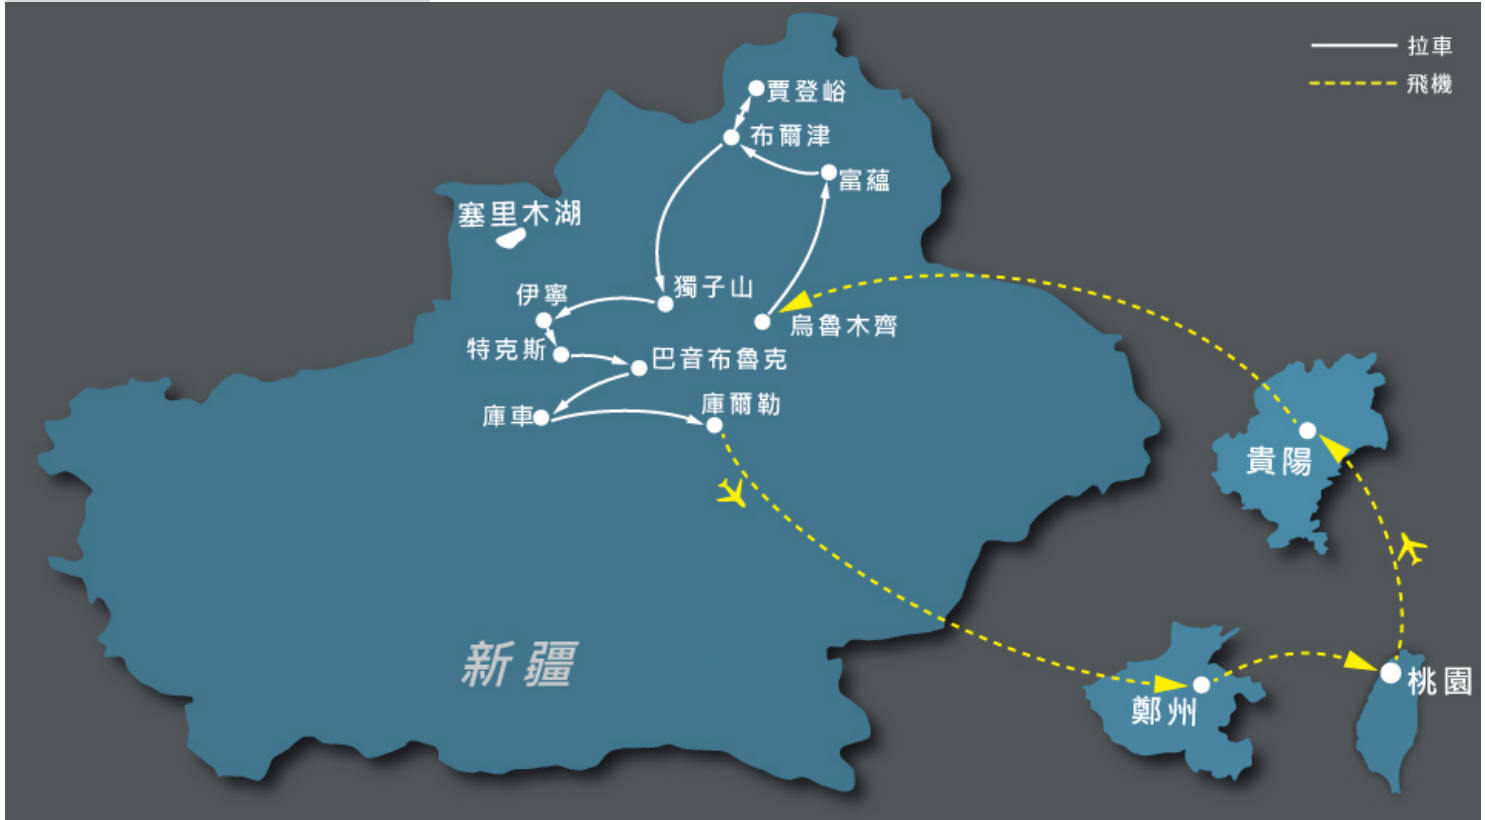 拉車
飛機
賈登峪
布爾津
富蘊
塞里木湖
獨子山
伊寧
烏魯木齊
特克斯
巴音布魯克
庫車
庫爾勒
貴陽
新疆
鄭州
桃園